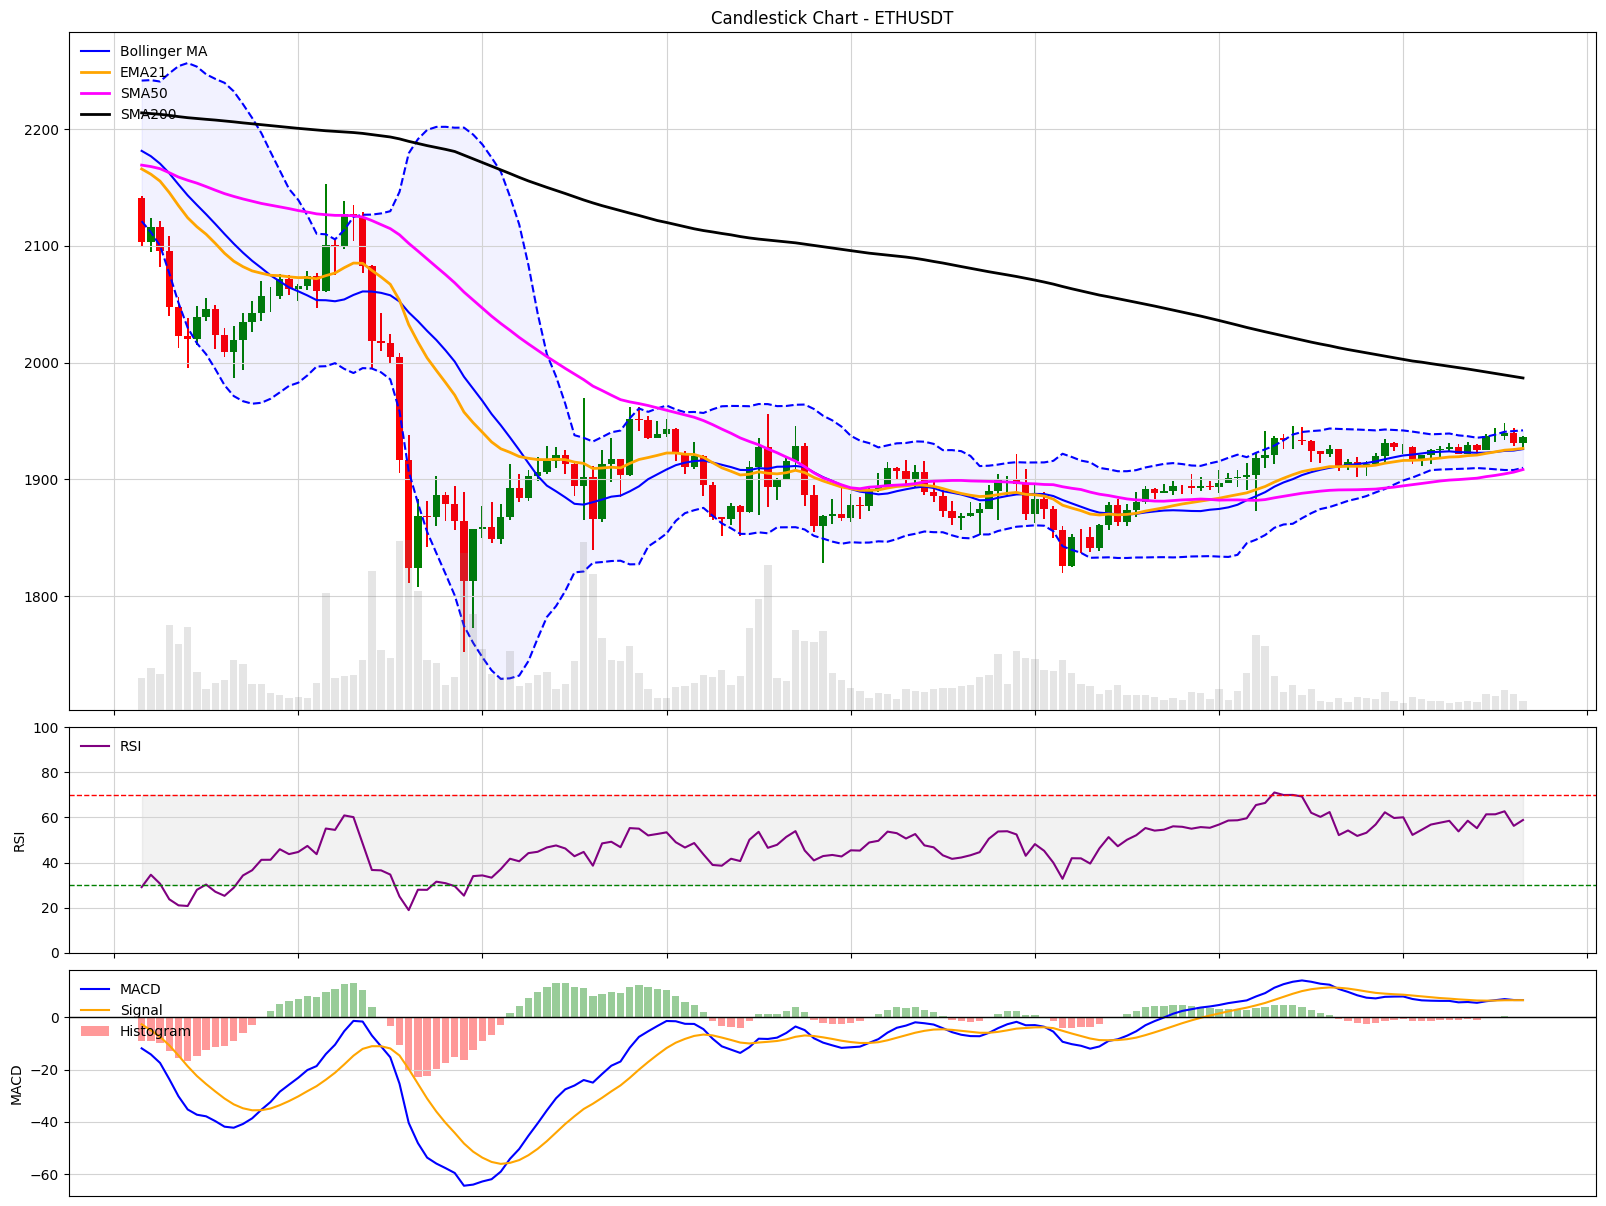 Candlestick Chart - ETHUSDT
Bollinger MA
EMA21
SMA50
SMA200
2200
2100
2000
1900
1800
RSI
100
80
60
40
20
0
RSI
MACD
Signal
Histogram
0
−20
−40
−60
MACD